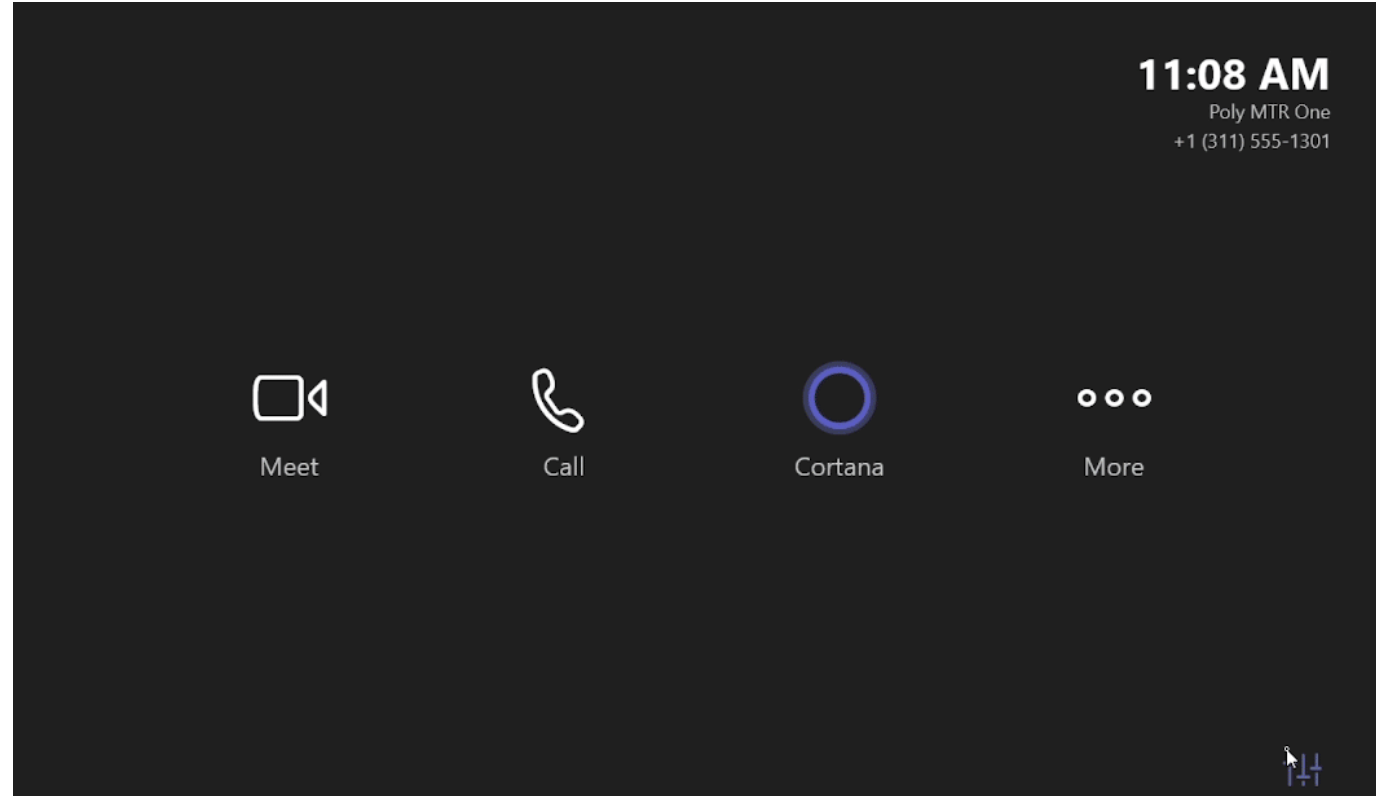 11:08 AM
Poly MTR One
+1 (311) 555-1301
Meet
Call
Cortana
More